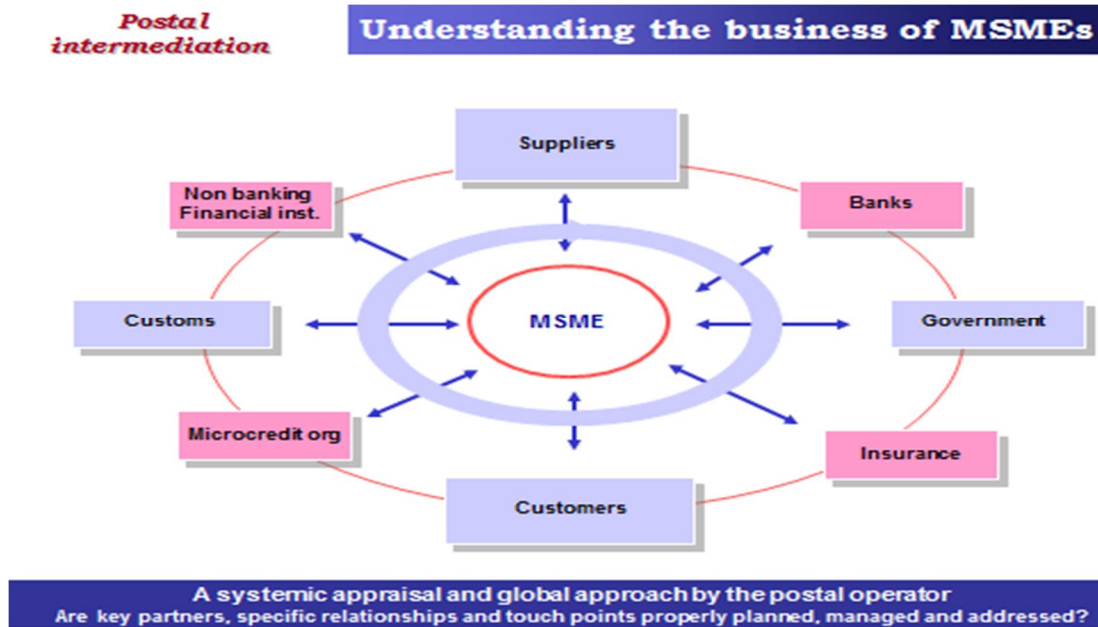 Postal
intermediation
Understanding the business of MSMEs
Suppliers
Non banking
Financial inst.
Banks
Customs
MSME
Government
Microcredit org
Insurance
Customers
A systemic appraisal and global approach by the postal operator
Are key partners, specific relationships and touch points properly planned, managed and addressed?